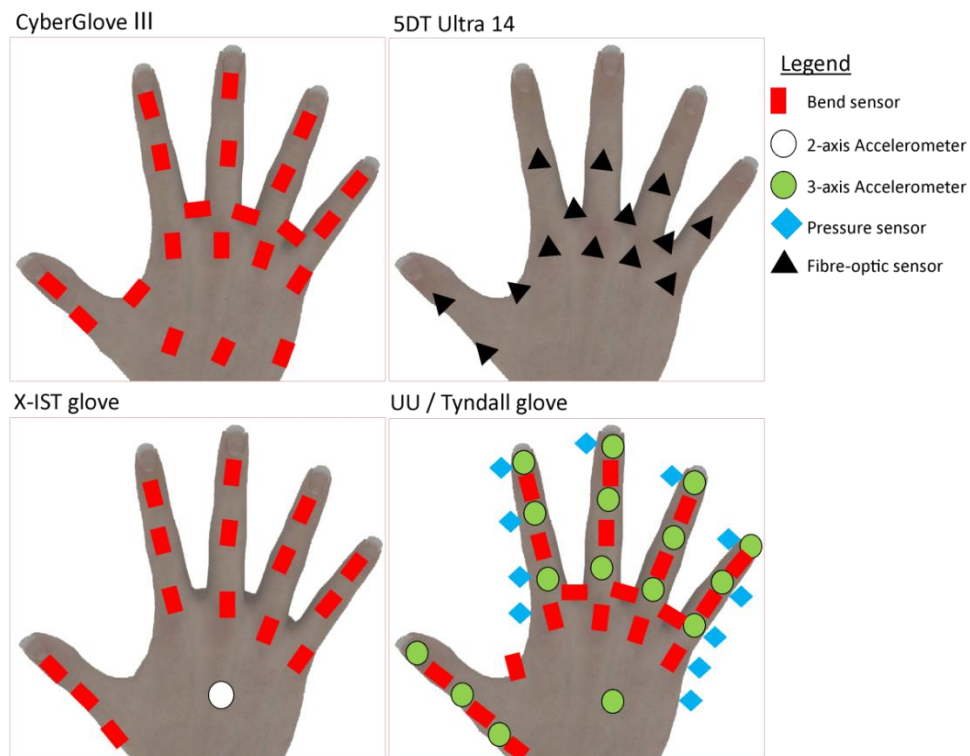 CyberGlove III
5DT Ultra 14
Legend
Bend sensor
2-axis Accelerometer
3-axis Accelerometer
Pressure sensor
Fibre-optic sensor
X-IST glove
UU / Tyndall glove